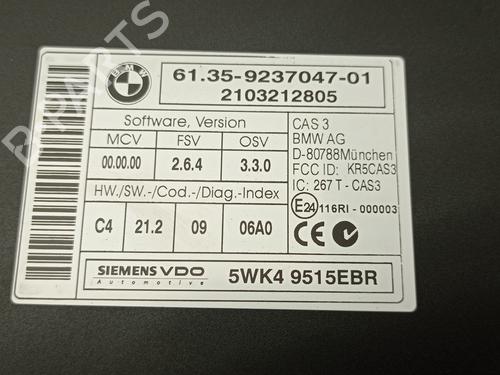 BMW
61.35-9237047-01
2103212805
Software, Version
MCV FSV OSV
00.00.00 2.6.4 3.3.0
HW./SW.-/Cod.-/Diag.-Index
C4 21.2 09 06A0
CAS 3
BMW AG
D-80788München
FCC ID: KR5CAS3
IC: 267 T - CAS3
E24 116RI - 000003
CE
SIEMENS VDO
Automotive
5WK4 9515EBR
B-PARTS